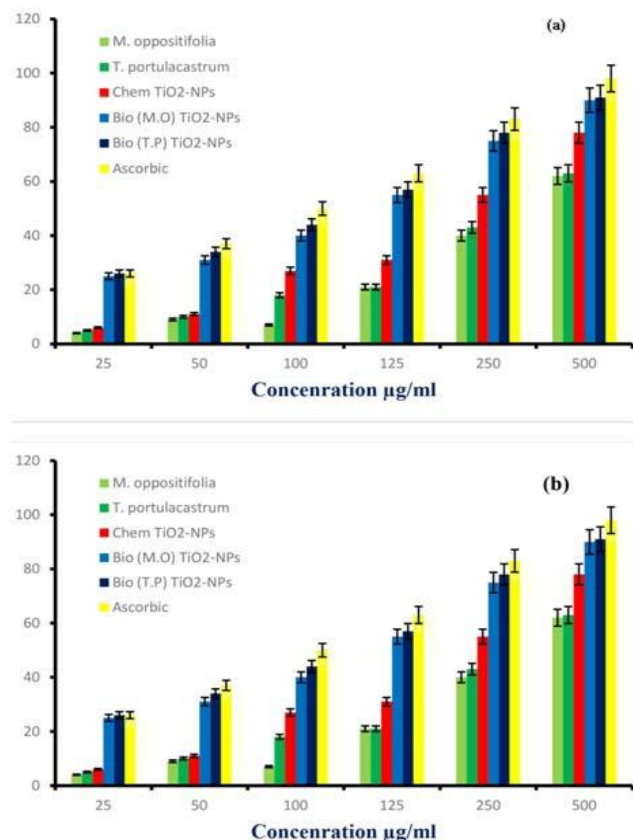 120
(a)
M. oppositifolia
100
T. portulacastrum
Chem TiO2-NPs
80
Bio (M.O) TiO2-NPs
Bio (T.P) TiO2-NPs
60
Ascorbic
40
20
0
25 50 100 125 250 500
Concenration µg/ml
120
(b)
M. oppositifolia
100
T. portulacastrum
Chem TiO2-NPs
80
Bio (M.O) TiO2-NPs
Bio (T.P) TiO2-NPs
60
Ascorbic
40
20
0
25 50 100 125 250 500
Concenration µg/ml